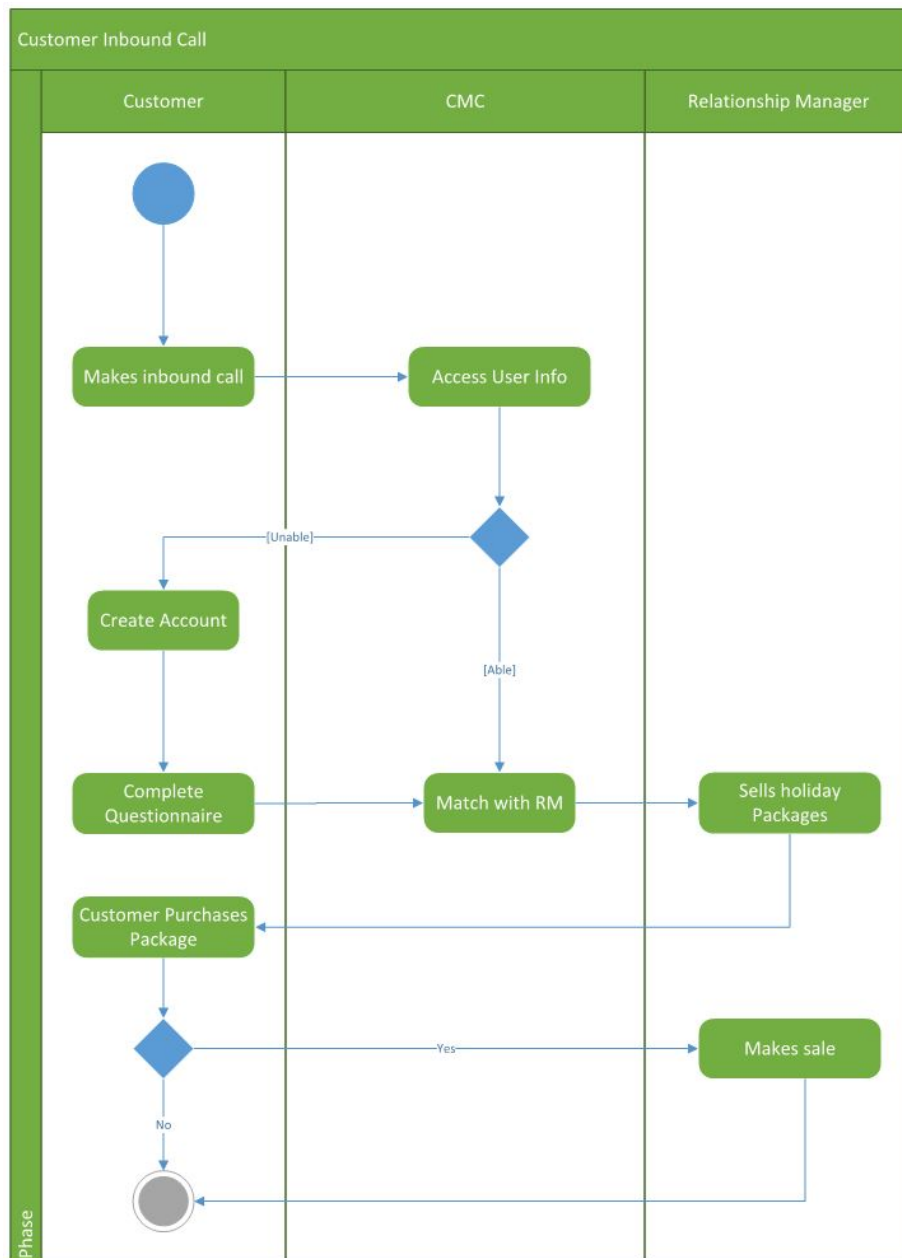 Customer Inbound Call
Customer
CMC
Relationship Manager
Makes inbound call
Access User Info
[Unable]
Create Account
[Able]
Complete
Questionnaire
Match with RM
Sells holiday
Packages
Customer Purchases
Package
Yes
Makes sale
No
Phase